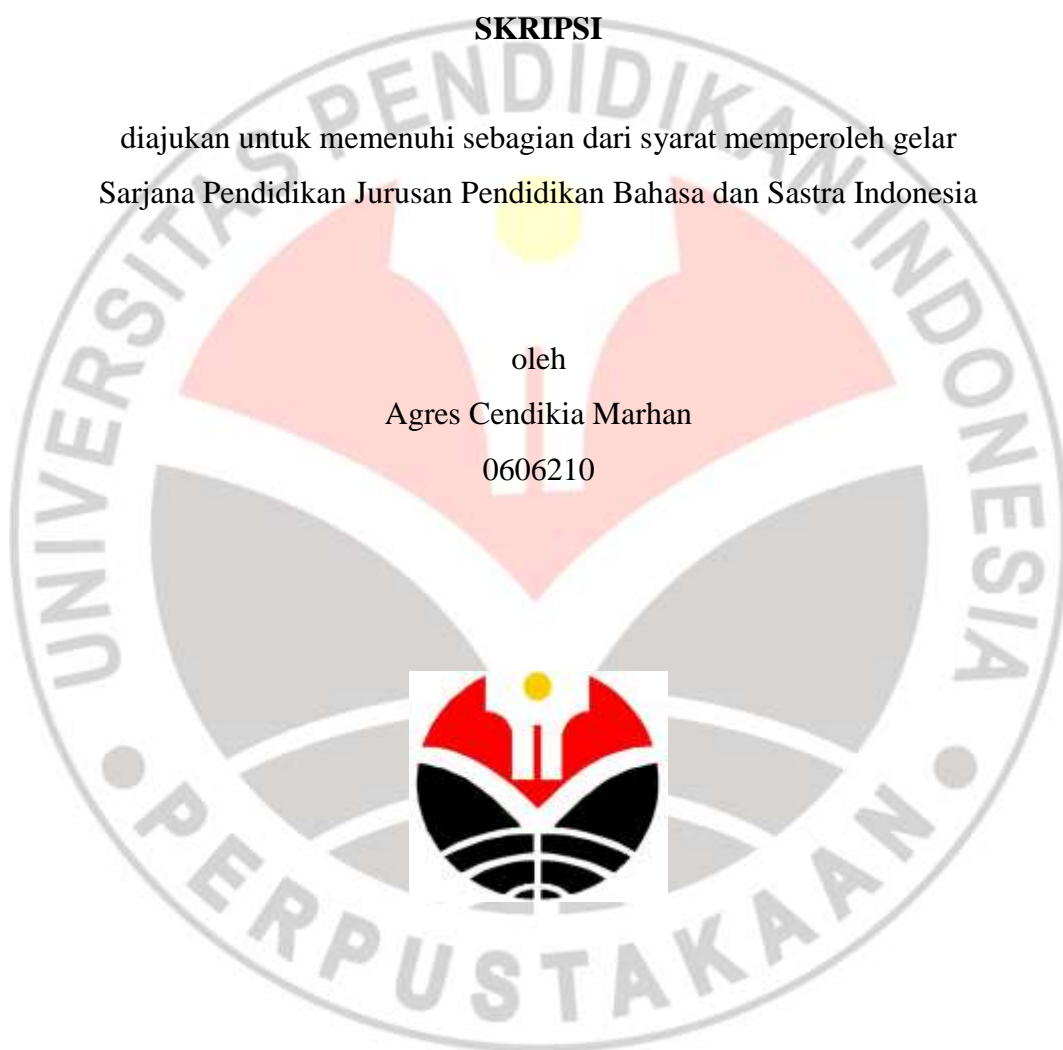 SKRIPSI
diajukan untuk memenuhi sebagian dari syarat memperoleh gelar
Sarjana Pendidikan Jurusan Pendidikan Bahasa dan Sastra Indonesia
oleh
Agres Cendikia Marhan
0606210
UNIVERSITAS PENDIDIKAN INDONESIA
PERPUSTAKAAN